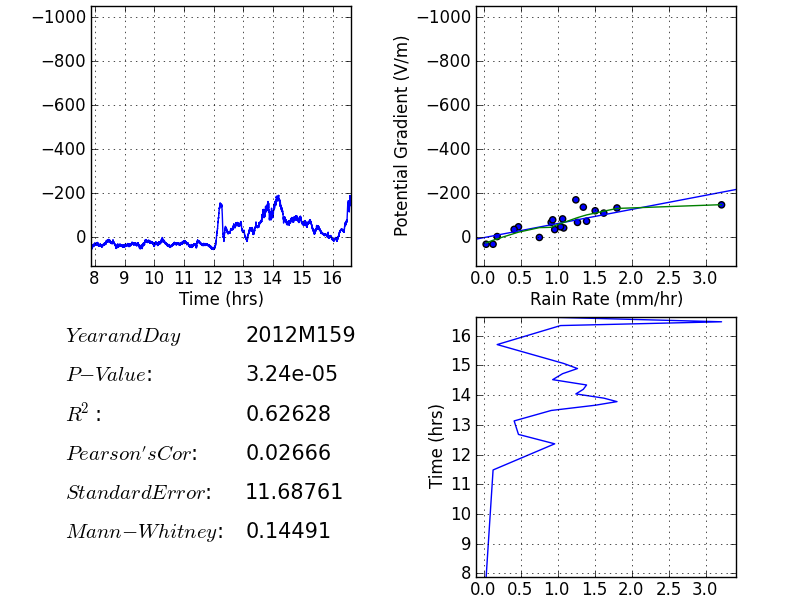 −1000
−800
−600
−400
−200
0
8 9 10 11 12 13 14 15 16
Time (hrs)
Potential Gradient (V/m)
−1000
−800
−600
−400
−200
0
0.0 0.5 1.0 1.5 2.0 2.5 3.0
Rain Rate (mm/hr)
YearandDay 2012M159
P−Value: 3.24e-05
R²: 0.62628
Pearson'sCor: 0.02666
StandardError: 11.68761
Mann−Whitney: 0.14491
Time (hrs)
16
15
14
13
12
11
10
9
8
0.0 0.5 1.0 1.5 2.0 2.5 3.0